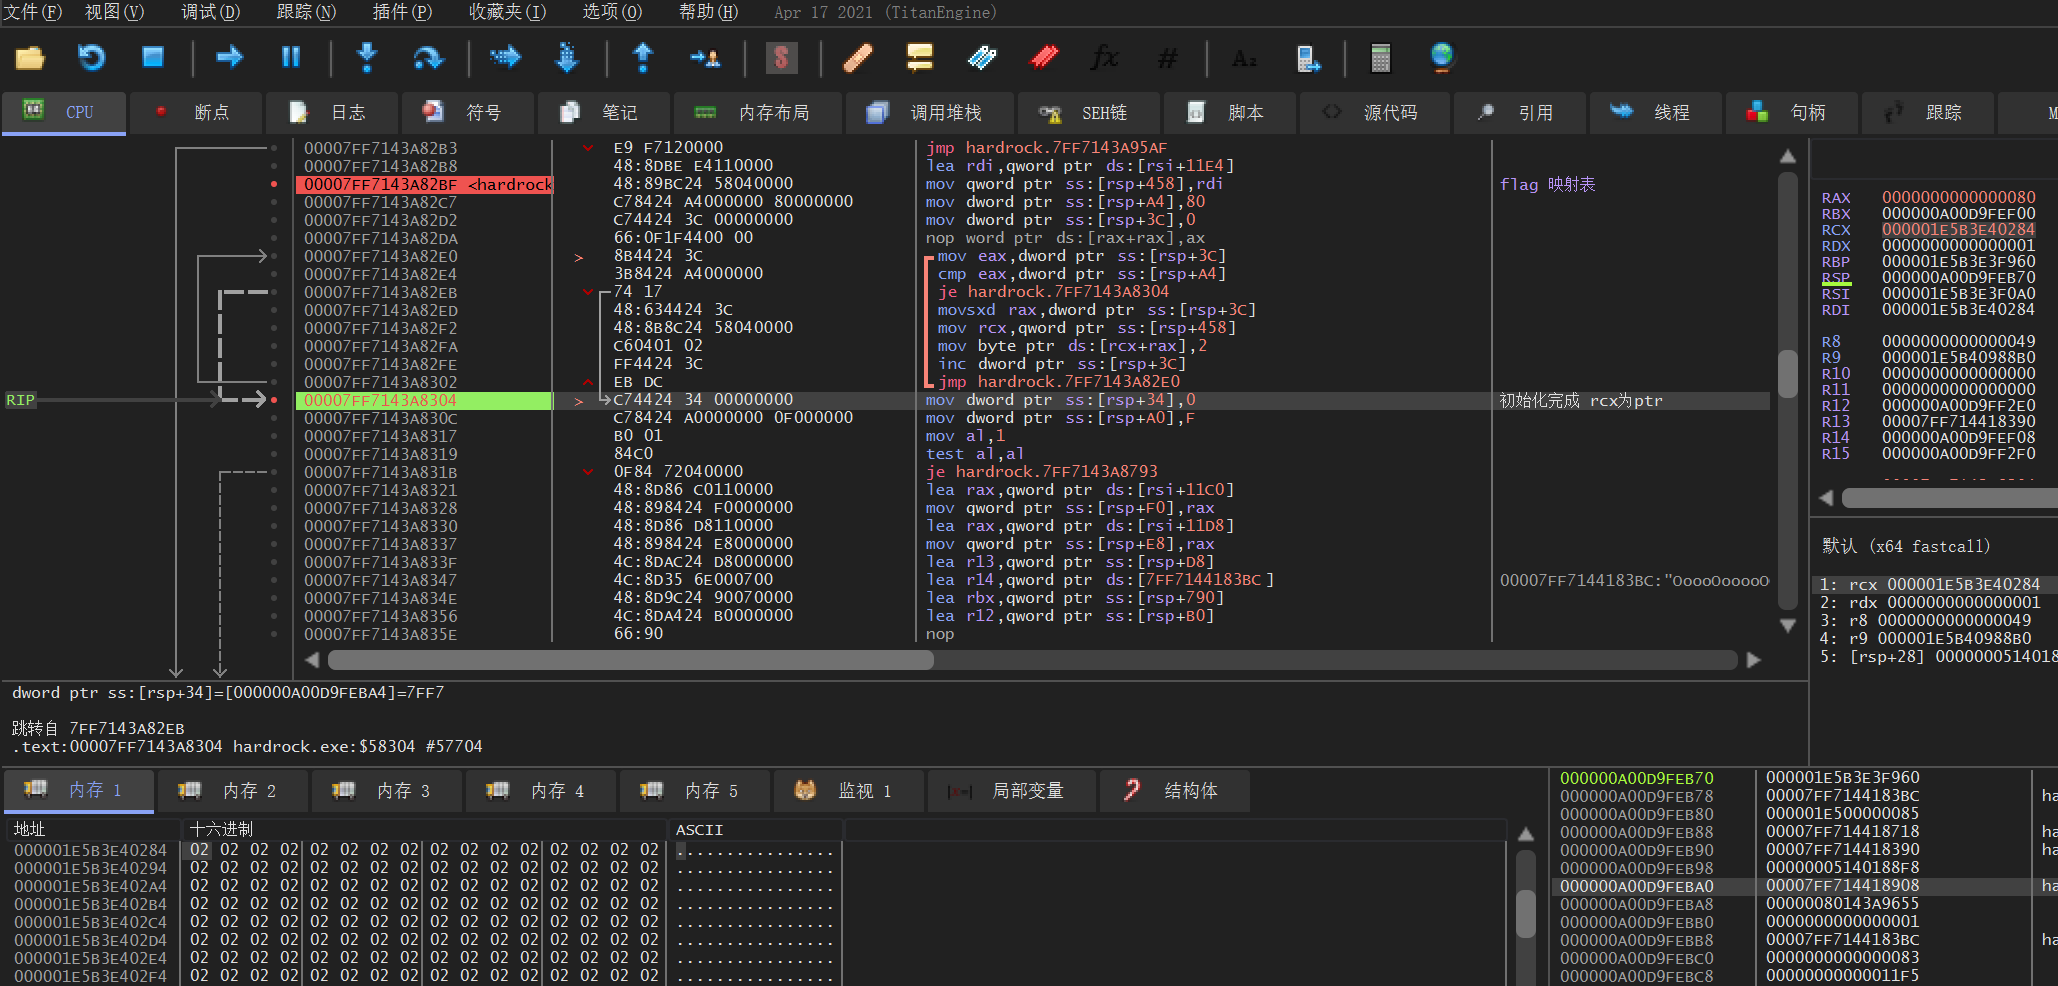 文件(F) 视图(V) 调试(D) 跟踪(N) 插件(P) 收藏夹(I) 选项(O) 帮助(H) Apr 17 2021 (TitanEngine)
CPU 断点 日志 符号 笔记 内存布局 调用堆栈 SEH链 脚本 源代码 引用 线程 句柄 跟踪
00007FF7143A82B3 E9 F7120000 jmp hardrock.7FF7143A95AF
00007FF7143A82B8 48:8DBE E4110000 lea rdi,qword ptr ds:[rsi+11E4]
00007FF7143A82BF <hardrock 48:89BC24 58040000 mov qword ptr ss:[rsp+458],rdi flag 映射表
00007FF7143A82C7 C78424 A4000000 80000000 mov dword ptr ss:[rsp+A4],80
00007FF7143A82D2 C74424 3C 00000000 mov dword ptr ss:[rsp+3C],0
00007FF7143A82DA 66:0F1F4400 00 nop word ptr ds:[rax+rax],ax
00007FF7143A82E0 8B4424 3C mov eax,dword ptr ss:[rsp+3C]
00007FF7143A82E4 3B8424 A4000000 cmp eax,dword ptr ss:[rsp+A4]
00007FF7143A82EB 74 17 je hardrock.7FF7143A8304
00007FF7143A82ED 48:634424 3C movsxd rax,dword ptr ss:[rsp+3C]
00007FF7143A82F2 48:8B8C24 58040000 mov rcx,qword ptr ss:[rsp+458]
00007FF7143A82FA C60401 02 mov byte ptr ds:[rcx+rax],2
00007FF7143A82FE FF4424 3C inc dword ptr ss:[rsp+3C]
00007FF7143A8302 EB DC jmp hardrock.7FF7143A82E0
RIP 00007FF7143A8304 C74424 34 00000000 mov dword ptr ss:[rsp+34],0 初始化完成 rcx为ptr
00007FF7143A830C C78424 A0000000 0F000000 mov dword ptr ss:[rsp+A0],F
00007FF7143A8317 B0 01 mov al,1
00007FF7143A8319 84C0 test al,al
00007FF7143A831B 0F84 72040000 je hardrock.7FF7143A8793
00007FF7143A8321 48:8D86 C0110000 lea rax,qword ptr ds:[rsi+11C0]
00007FF7143A8328 48:898424 F0000000 mov qword ptr ss:[rsp+F0],rax
00007FF7143A8330 48:8D86 D8110000 lea rax,qword ptr ds:[rsi+11D8]
00007FF7143A8337 48:898424 E8000000 mov qword ptr ss:[rsp+E8],rax
00007FF7143A833F 4C:8DAC24 D8000000 lea r13,qword ptr ss:[rsp+D8]
00007FF7143A8347 4C:8D35 6E000700 lea r14,qword ptr ds:[7FF7144183BC] 00007FF7144183BC:"OoooOooooO
00007FF7143A834E 48:8D9C24 90070000 lea rbx,qword ptr ss:[rsp+790]
00007FF7143A8356 4C:8DA424 B0000000 lea r12,qword ptr ss:[rsp+B0]
00007FF7143A835E 66:90 nop
RAX 0000000000000080
RBX 000000A00D9FEF00
RCX 000001E5B3E40284
RDX 0000000000000001
RBP 000001E5B3E3F960
RSP 000000A00D9FEB70
RSI 000001E5B3E3F0A0
RDI 000001E5B3E40284
R8 0000000000000049
R9 000001E5B40988B0
R10 0000000000000000
R11 0000000000000000
R12 000000A00D9FF2E0
R13 00007FF714418390
R14 000000A00D9FEF08
R15 000000A00D9FF2F0
默认 (x64 fastcall)
1: rcx 000001E5B3E40284
2: rdx 0000000000000001
3: r8 0000000000000049
4: r9 000001E5B40988B0
5: [rsp+28] 0000000514018
dword ptr ss:[rsp+34]=[000000A00D9FEBA4]=7FF7
跳转自 7FF7143A82EB
.text:00007FF7143A8304 hardrock.exe:$58304 #57704
内存 1 内存 2 内存 3 内存 4 内存 5 监视 1 局部变量 结构体
地址 十六进制 ASCII
000001E5B3E40284 02 02 02 02 02 02 02 02 02 02 02 02 02 02 02 02 ................
000001E5B3E40294 02 02 02 02 02 02 02 02 02 02 02 02 02 02 02 02 ................
000001E5B3E402A4 02 02 02 02 02 02 02 02 02 02 02 02 02 02 02 02 ................
000001E5B3E402B4 02 02 02 02 02 02 02 02 02 02 02 02 02 02 02 02 ................
000001E5B3E402C4 02 02 02 02 02 02 02 02 02 02 02 02 02 02 02 02 ................
000001E5B3E402D4 02 02 02 02 02 02 02 02 02 02 02 02 02 02 02 02 ................
000001E5B3E402E4 02 02 02 02 02 02 02 02 02 02 02 02 02 02 02 02 ................
000001E5B3E402F4 02 02 02 02 02 02 02 02 02 02 02 02 02 02 02 02 ................
000000A00D9FEB70 000001E5B3E3F960
000000A00D9FEB78 00007FF7144183BC ha
000000A00D9FEB80 000001E500000085
000000A00D9FEB88 00007FF714418718 ha
000000A00D9FEB90 00007FF714418390 ha
000000A00D9FEB98 00000005140188F8
000000A00D9FEBA0 00007FF714418908 ha
000000A00D9FEBA8 00000080143A9655
000000A00D9FEBB0 0000000000000001
000000A00D9FEBB8 00007FF7144183BC ha
000000A00D9FEBC0 0000000000000083
000000A00D9FEBC8 00000000000011F5